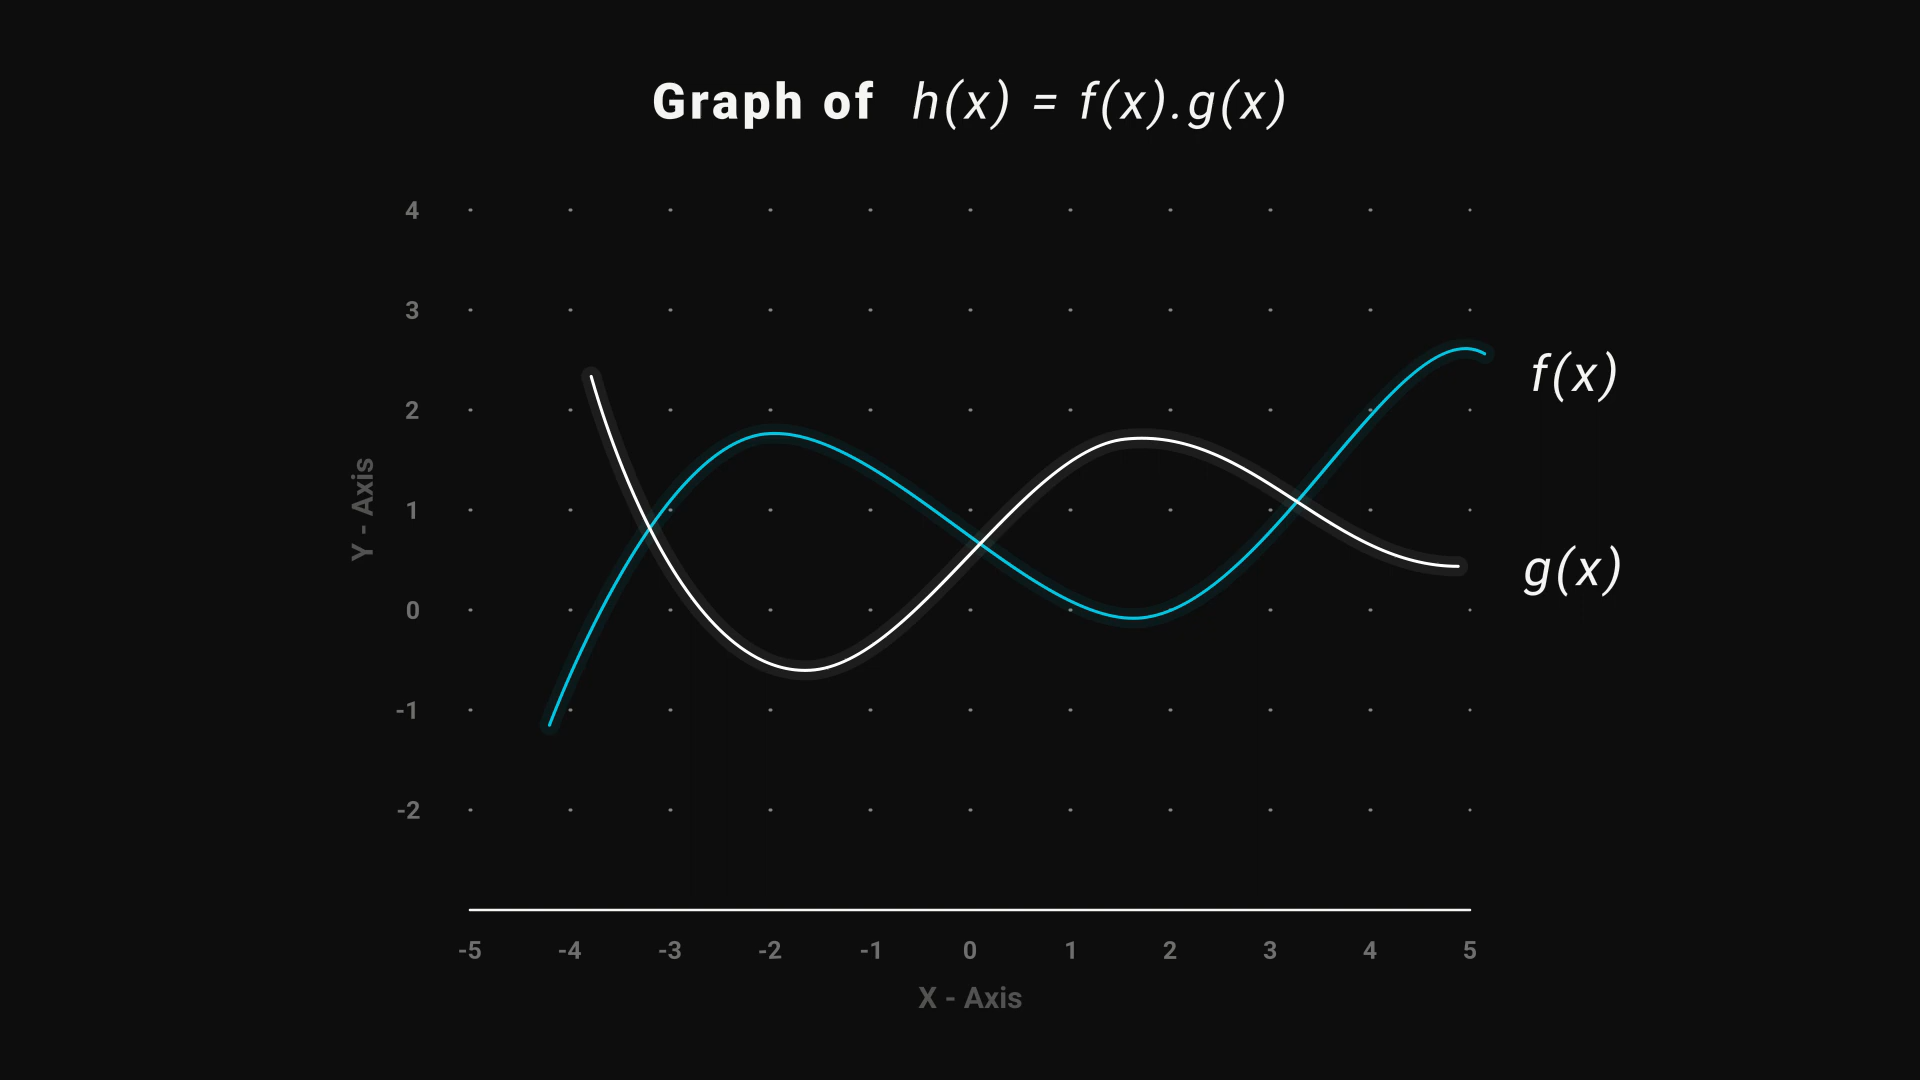 Graph of h(x) = f(x).g(x)
4
3
2
1
0
-1
-2
Y - Axis
f(x)
g(x)
-5 -4 -3 -2 -1 0 1 2 3 4 5
X - Axis